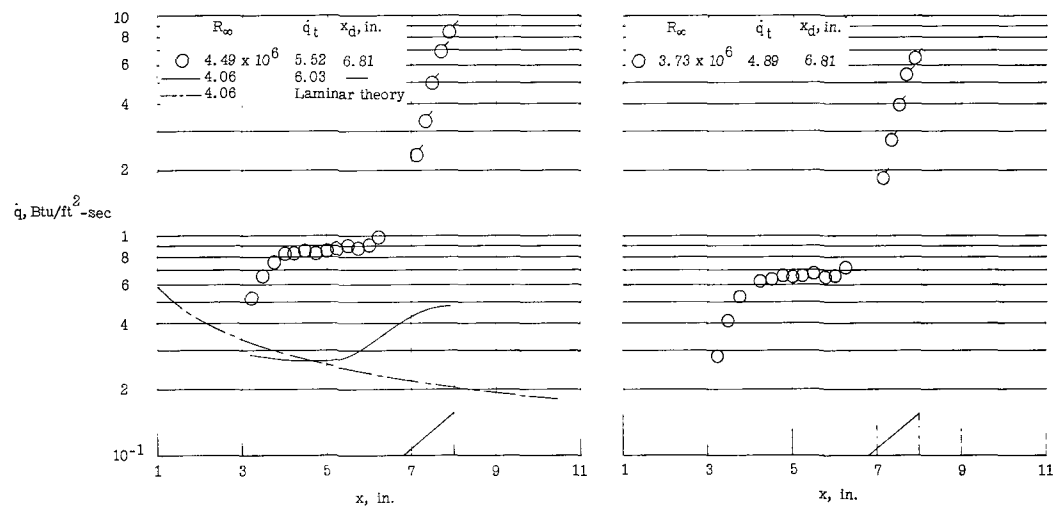 R∞ q̇t xd, in.
4.49 x 10^6 5.52 6.81
4.06 6.03 —
4.06 Laminar theory
10
8
6
4
2
q̇, Btu/ft^2-sec
1
8
6
4
2
10^-1
1 3 5 7 9 11
x, in.
R∞ q̇t xd, in.
3.73 x 10^6 4.89 6.81
1 3 5 7 9 11
x, in.